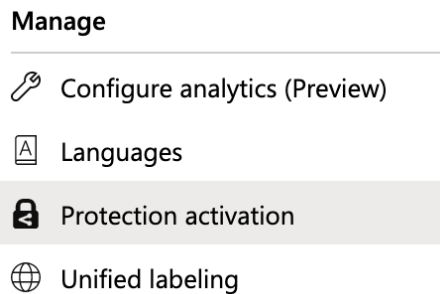 Manage
Configure analytics (Preview)
Languages
Protection activation
Unified labeling